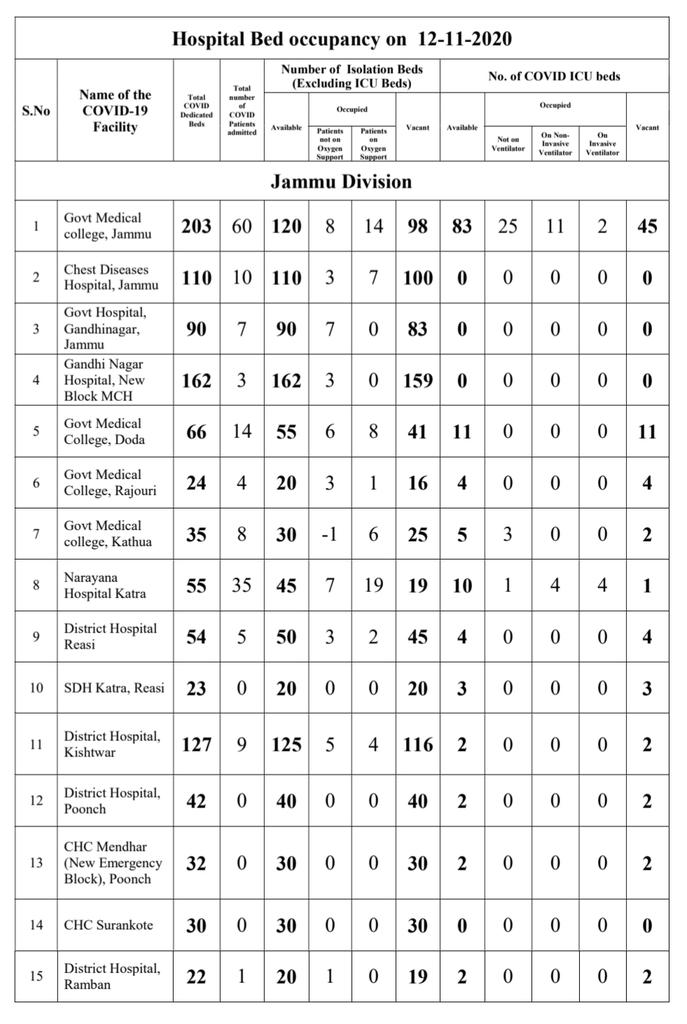 Hospital Bed occupancy on 12-11-2020
S.No
Name of the
COVID-19
Facility
Total
COVID
Dedicated
Beds
Total
number
of
COVID
Patients
admitted
Number of Isolation Beds
(Excluding ICU Beds)
No. of COVID ICU beds
Available
Occupied
Vacant
Available
Occupied
Vacant
Patients
not on
Oxygen
Support
Patients
on
Oxygen
Support
Not on
Ventilator
On Non-
Invasive
Ventilator
On
Invasive
Ventilator
Jammu Division
1 Govt Medical college, Jammu 203 60 120 8 14 98 83 25 11 2 45
2 Chest Diseases Hospital, Jammu 110 10 110 3 7 100 0 0 0 0 0
3 Govt Hospital, Gandhinagar, Jammu 90 7 90 7 0 83 0 0 0 0 0
4 Gandhi Nagar Hospital, New Block MCH 162 3 162 3 0 159 0 0 0 0 0
5 Govt Medical College, Doda 66 14 55 6 8 41 11 0 0 0 11
6 Govt Medical College, Rajouri 24 4 20 3 1 16 4 0 0 0 4
7 Govt Medical college, Kathua 35 8 30 -1 6 25 5 3 0 0 2
8 Narayana Hospital Katra 55 35 45 7 19 19 10 1 4 4 1
9 District Hospital Reasi 54 5 50 3 2 45 4 0 0 0 4
10 SDH Katra, Reasi 23 0 20 0 0 20 3 0 0 0 3
11 District Hospital, Kishtwar 127 9 125 5 4 116 2 0 0 0 2
12 District Hospital, Poonch 42 0 40 0 0 40 2 0 0 0 2
13 CHC Mendhar (New Emergency Block), Poonch 32 0 30 0 0 30 2 0 0 0 2
14 CHC Surankote 30 0 30 0 0 30 0 0 0 0 0
15 District Hospital, Ramban 22 1 20 1 0 19 2 0 0 0 2